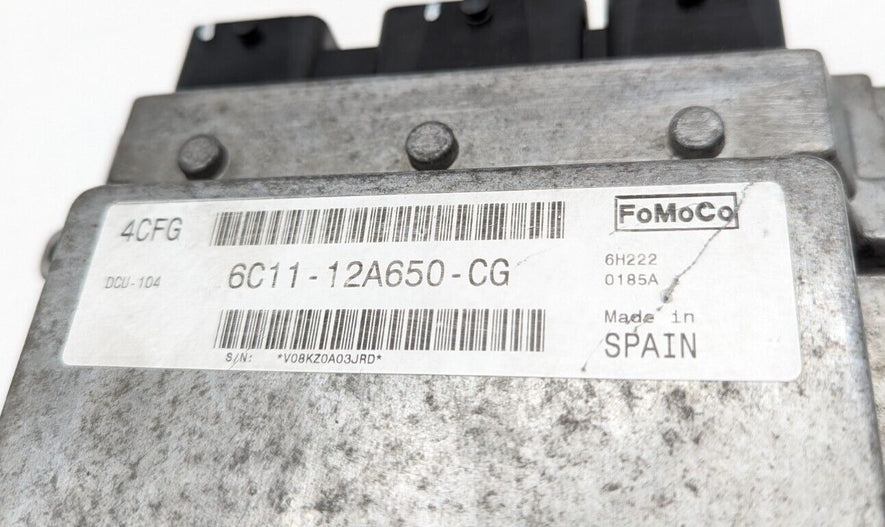 4CFG
FoMoCo
DCU-104
6C11-12A650-CG
6H222
0185A
Made in
SPAIN
S/N: *V08KZ0A03JRD*